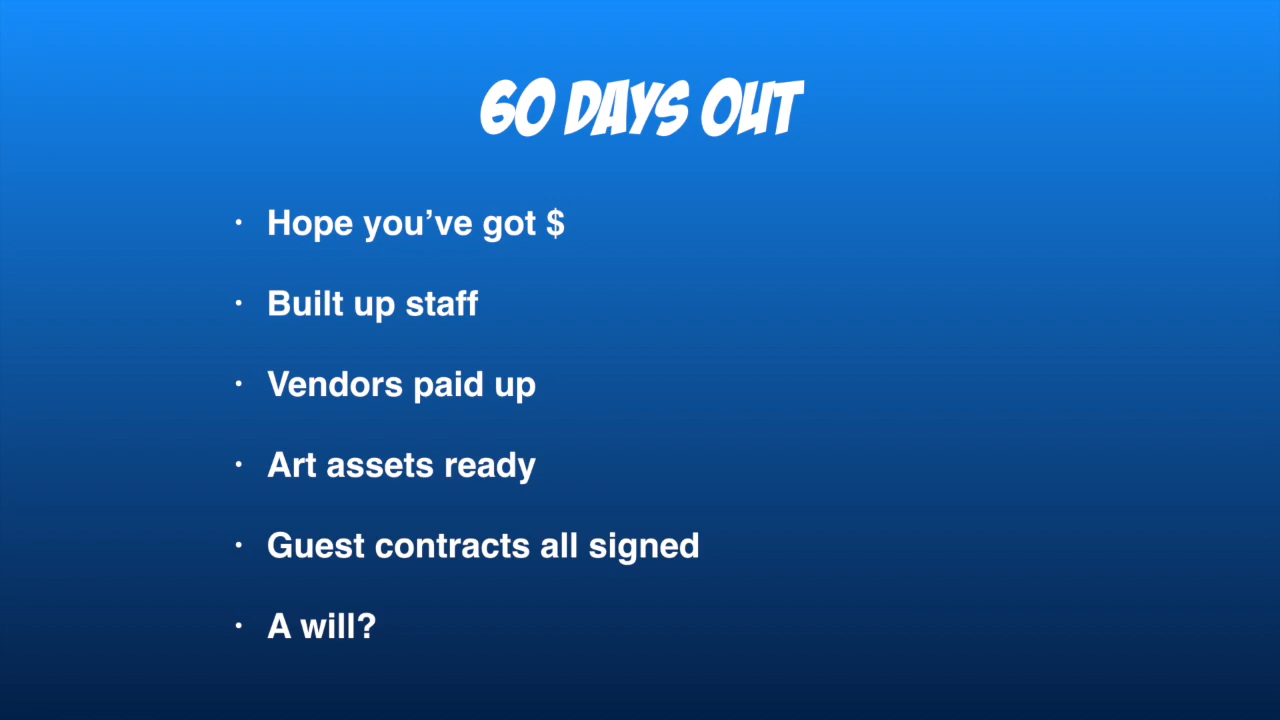 60 DAYS OUT
• Hope you’ve got $
• Built up staff
• Vendors paid up
• Art assets ready
• Guest contracts all signed
• A will?